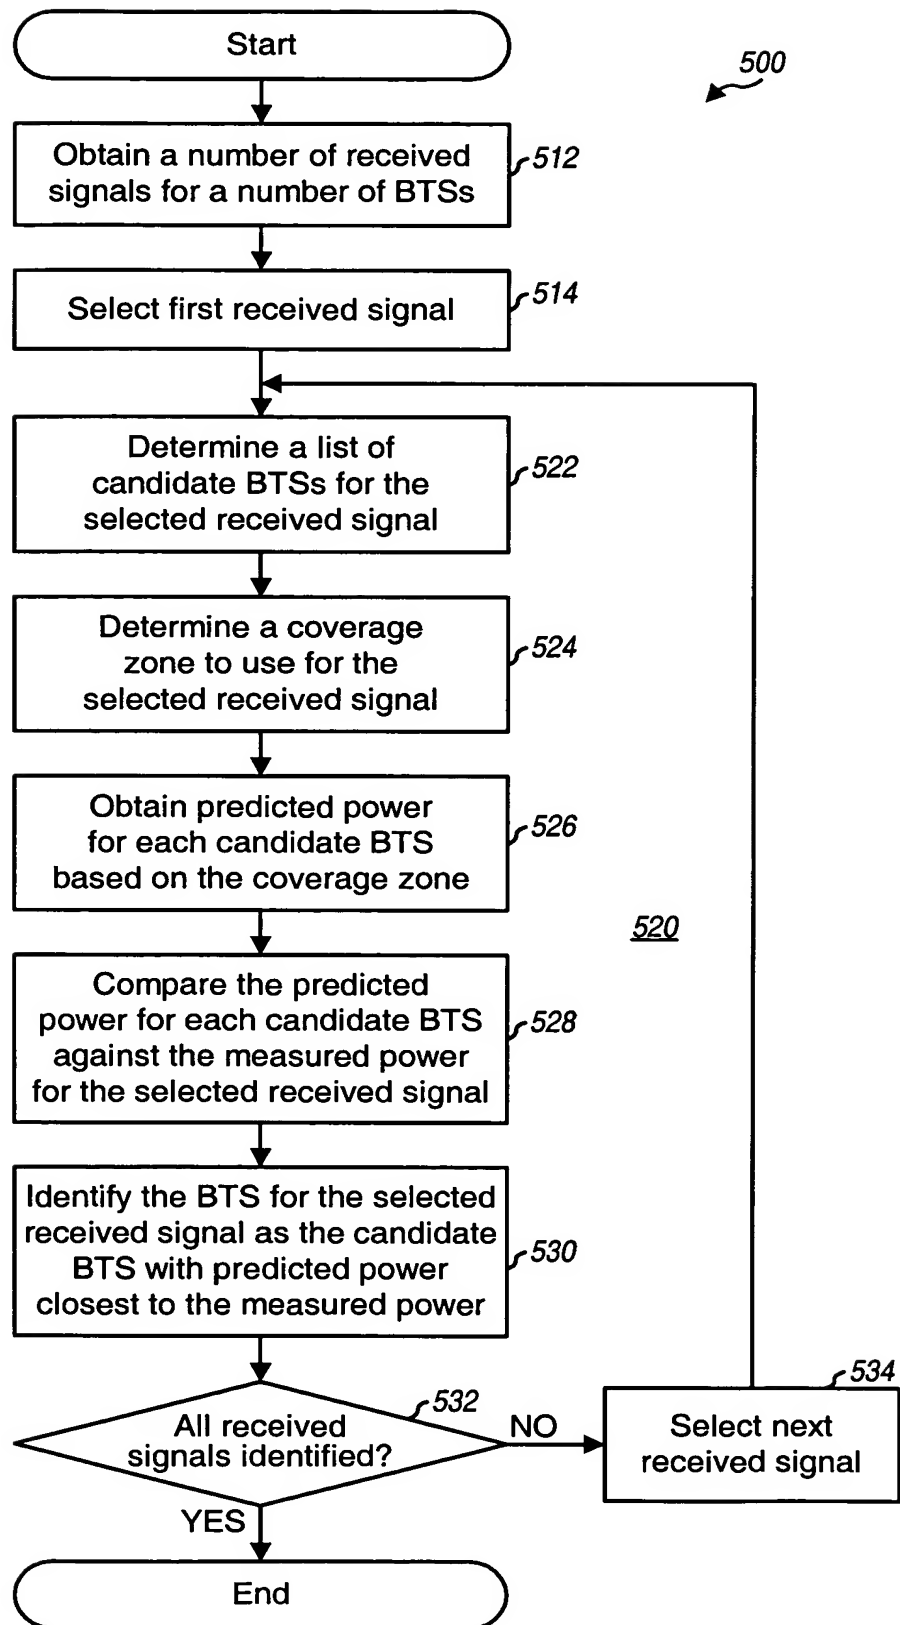 Start
500
Obtain a number of received
signals for a number of BTSs
512
Select first received signal
514
Determine a list of
candidate BTSs for the
selected received signal
522
Determine a coverage
zone to use for the
selected received signal
524
Obtain predicted power
for each candidate BTS
based on the coverage zone
526
520
Compare the predicted
power for each candidate BTS
against the measured power
for the selected received signal
528
Identify the BTS for the selected
received signal as the candidate
BTS with predicted power
closest to the measured power
530
All received
signals identified?
532
NO
Select next
received signal
534
YES
End